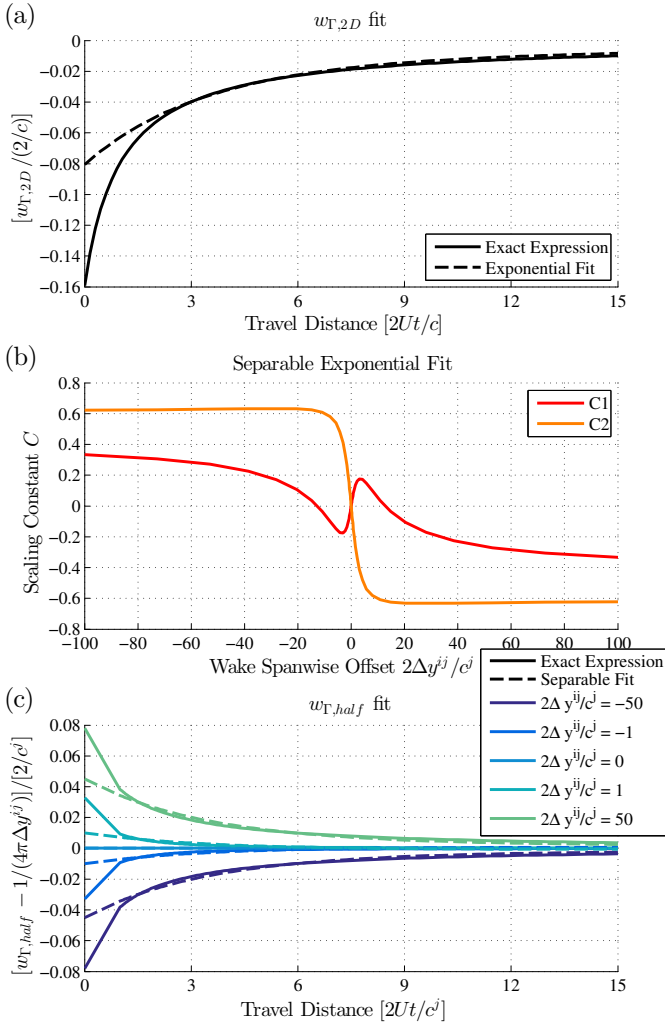 (a)
w_{Γ,2D} fit
[w_{Γ,2D}/(2/c)]
0
−0.02
−0.04
−0.06
−0.08
−0.1
−0.12
−0.14
−0.16
Exact Expression
Exponential Fit
0 3 6 9 12 15
Travel Distance [2Ut/c]
(b)
Separable Exponential Fit
Scaling Constant C
0.8
0.6
0.4
0.2
0
−0.2
−0.4
−0.6
−0.8
C1
C2
−100 −80 −60 −40 −20 0 20 40 60 80 100
Wake Spanwise Offset 2Δy^{ij}/c^j
Exact Expression
Separable Fit
2Δ y^{ij}/c^j = −50
2Δ y^{ij}/c^j = −1
2Δ y^{ij}/c^j = 0
2Δ y^{ij}/c^j = 1
2Δ y^{ij}/c^j = 50
(c)
w_{Γ,half} fit
[w_{Γ,half} − 1/(4πΔy^{ij})]/[2/c^j]
0.08
0.06
0.04
0.02
0
−0.02
−0.04
−0.06
−0.08
0 3 6 9 12 15
Travel Distance [2Ut/c^j]